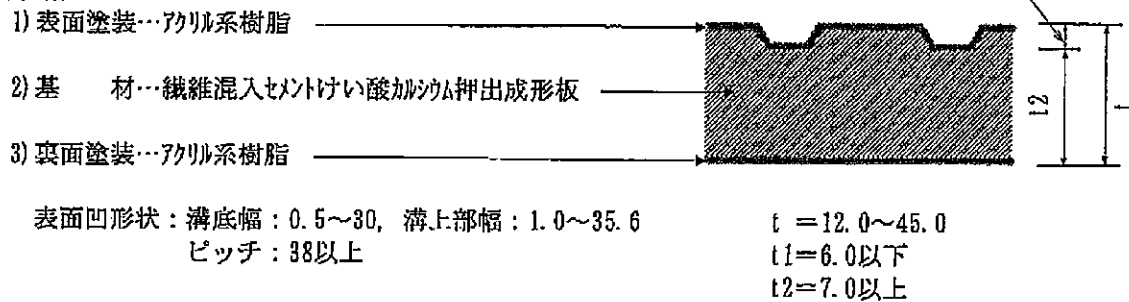 1) 表面塗装…アクリル系樹脂
2) 基　　材…繊維混入セメントけい酸カルシウム押出成形板
3) 裏面塗装…アクリル系樹脂
t2
t
表面凹形状：溝底幅：0.5～30, 溝上部幅：1.0～35.6
ピッチ：38以上
t =12.0～45.0
t1=6.0以下
t2=7.0以上